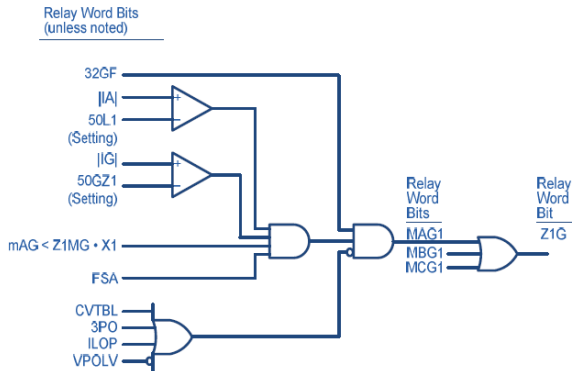 Relay Word Bits
(unless noted)
32GF
|IA|
+
50L1
−
(Setting)
|IG|
+
50GZ1
−
(Setting)
mAG < Z1MG • X1
FSA
CVTBL
3PO
ILOP
VPOLV
Relay
Word
Bits
MAG1
MBG1
MCG1
Relay
Word
Bit
Z1G